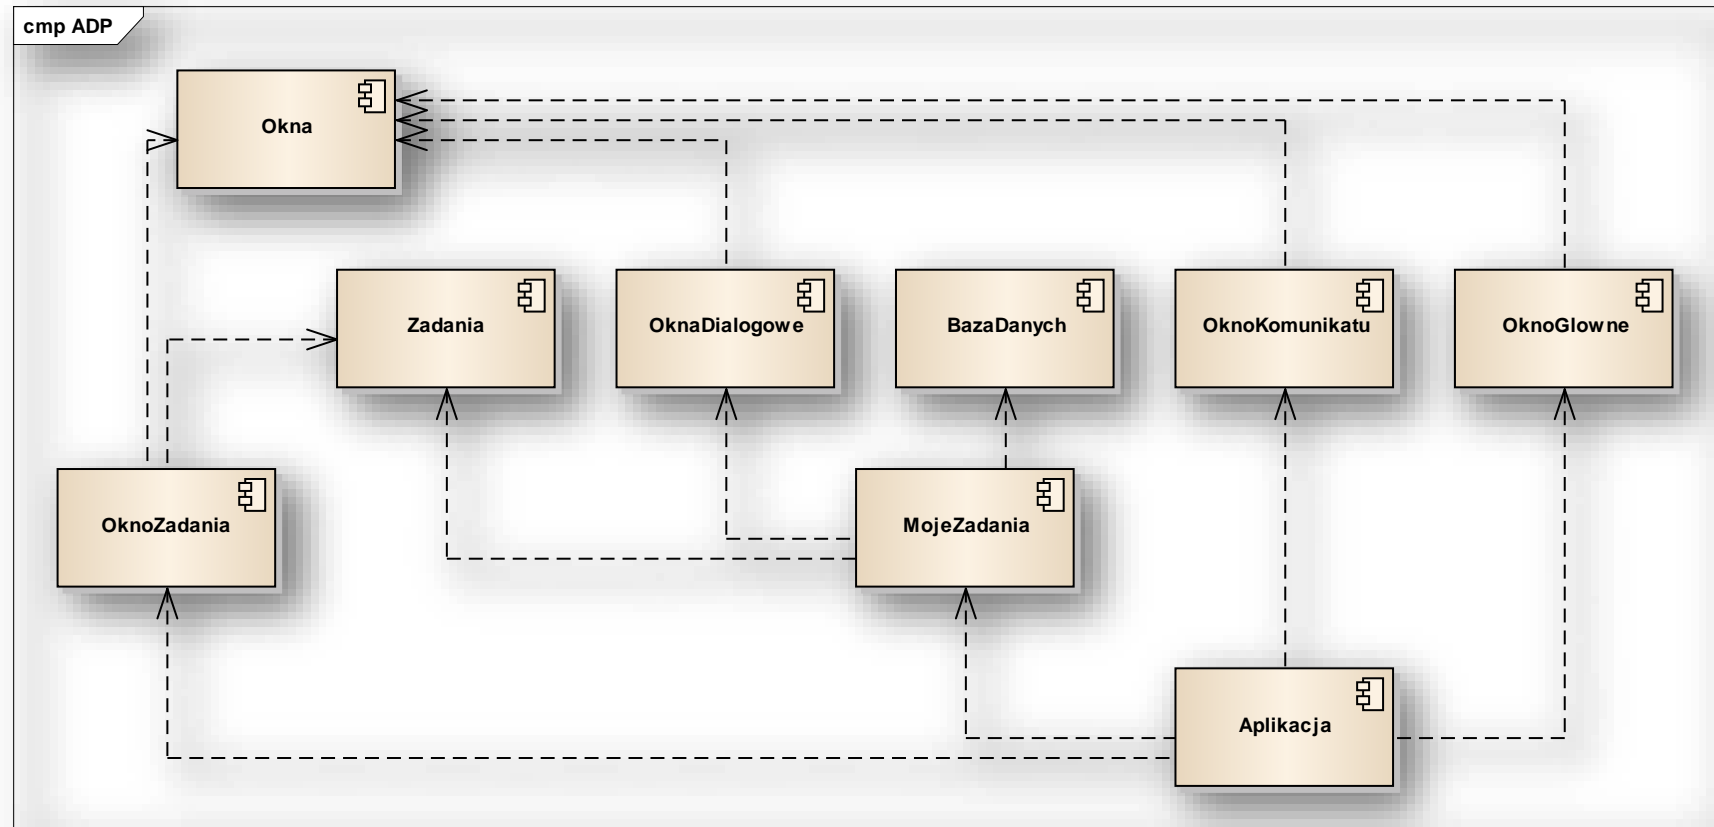 cmp ADP
Okna
Zadania
OknaDialogowe
BazaDanych
OknoKomunikatu
OknoGlowne
OknoZadania
MojeZadania
Aplikacja